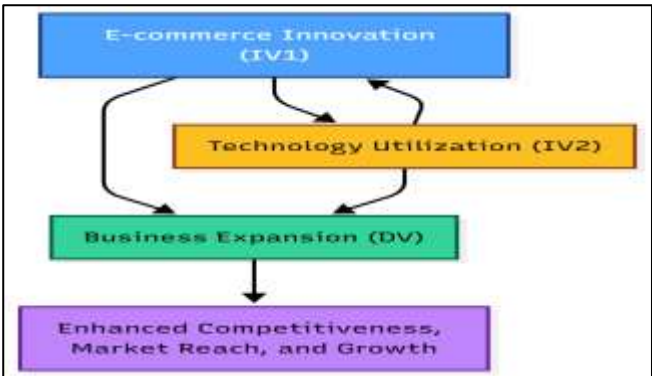 E-commerce Innovation
(IV1)
Technology Utilization (IV2)
Business Expansion (DV)
Enhanced Competitiveness,
Market Reach, and Growth